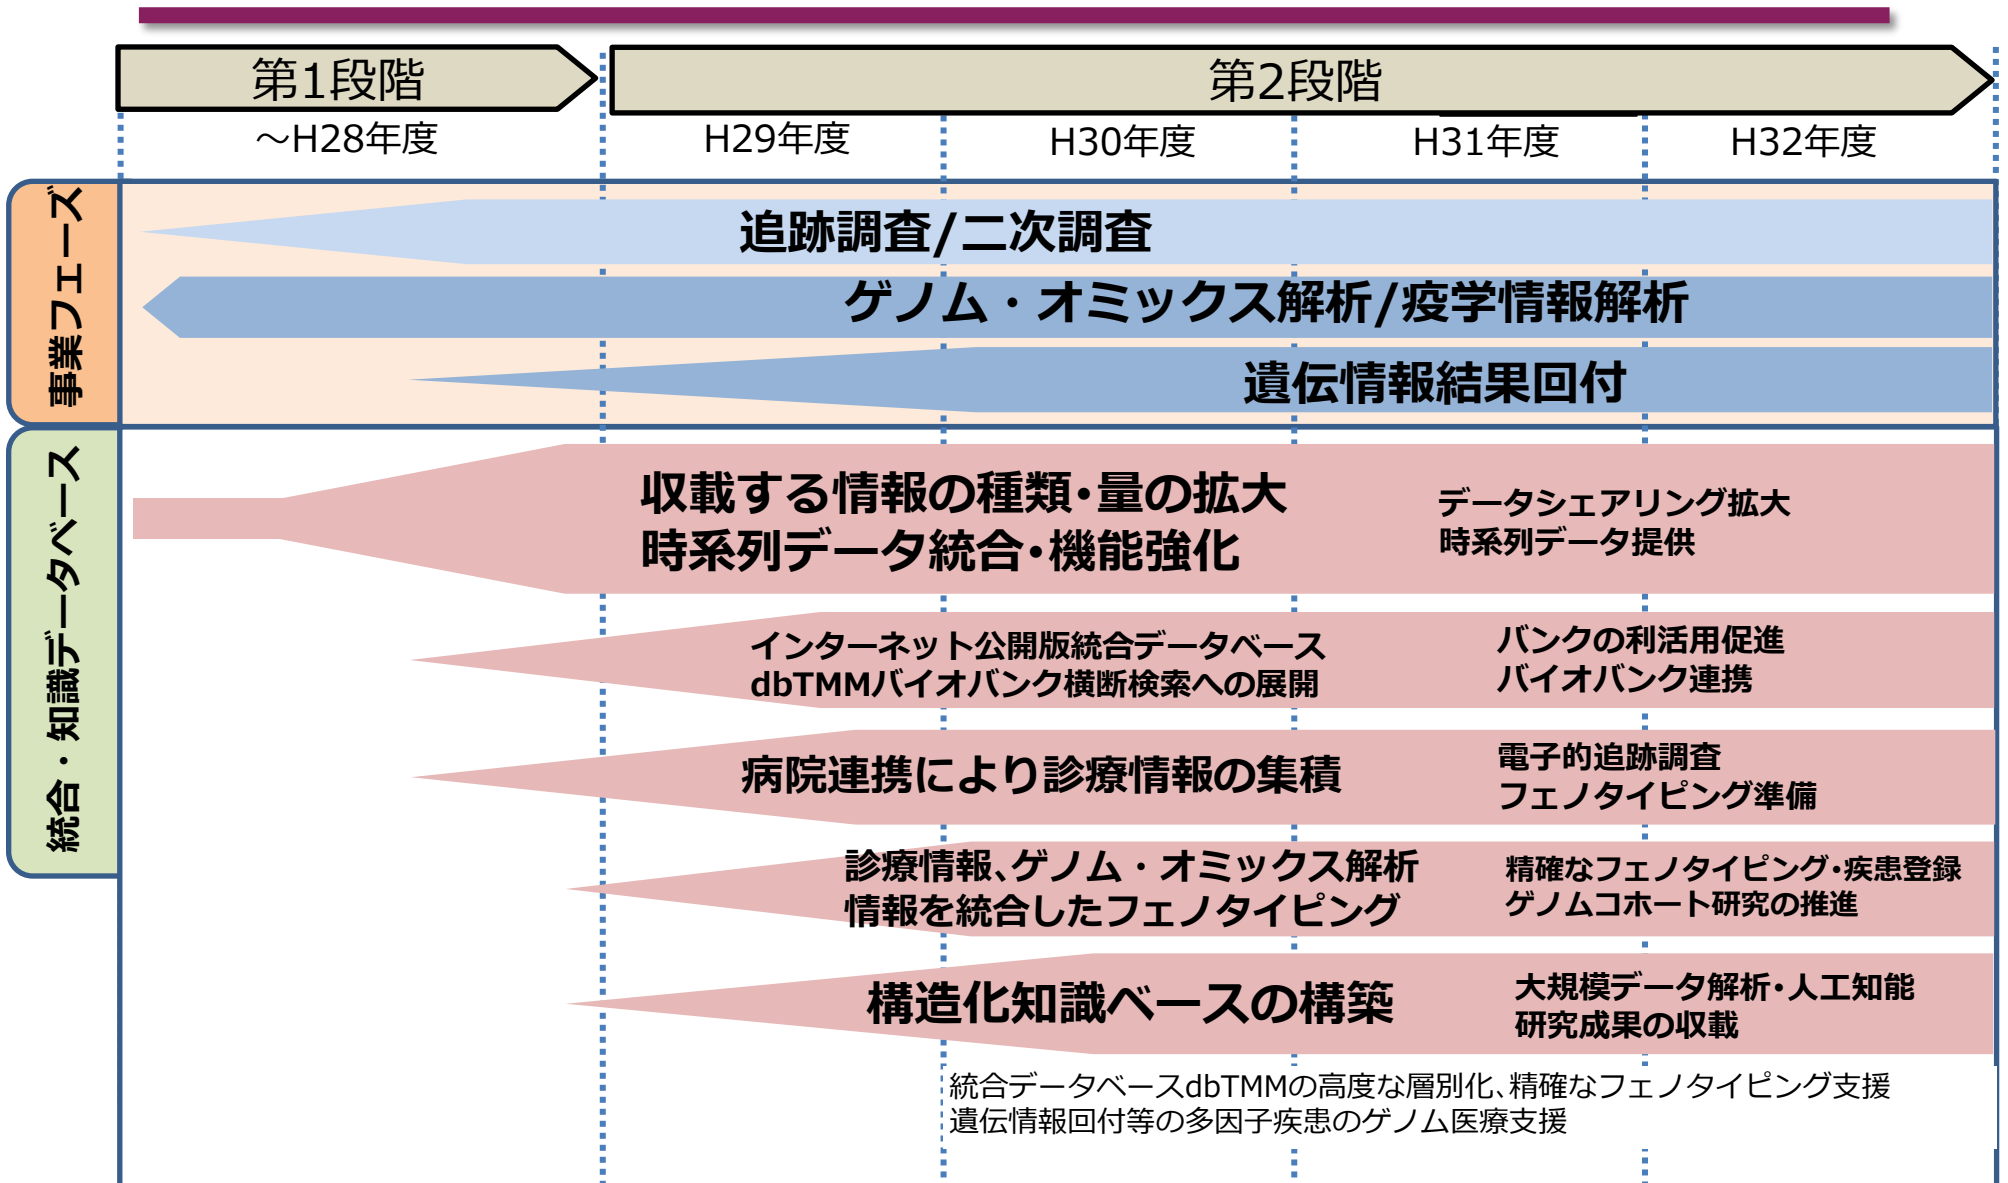 第1段階
第2段階
～H28年度
H29年度
H30年度
H31年度
H32年度
事業フェーズ
追跡調査/二次調査
ゲノム・オミックス解析/疫学情報解析
遺伝情報結果回付
統合・知識データベース
収載する情報の種類・量の拡大
時系列データ統合・機能強化
データシェアリング拡大
時系列データ提供
インターネット公開版統合データベース
dbTMMバイオバンク横断検索への展開
バンクの利活用促進
バイオバンク連携
病院連携により診療情報の集積
電子的追跡調査
フェノタイピング準備
診療情報、ゲノム・オミックス解析
情報を統合したフェノタイピング
精確なフェノタイピング・疾患登録
ゲノムコホート研究の推進
構造化知識ベースの構築
大規模データ解析・人工知能
研究成果の収載
統合データベースdbTMMの高度な層別化、精確なフェノタイピング支援
遺伝情報回付等の多因子疾患のゲノム医療支援